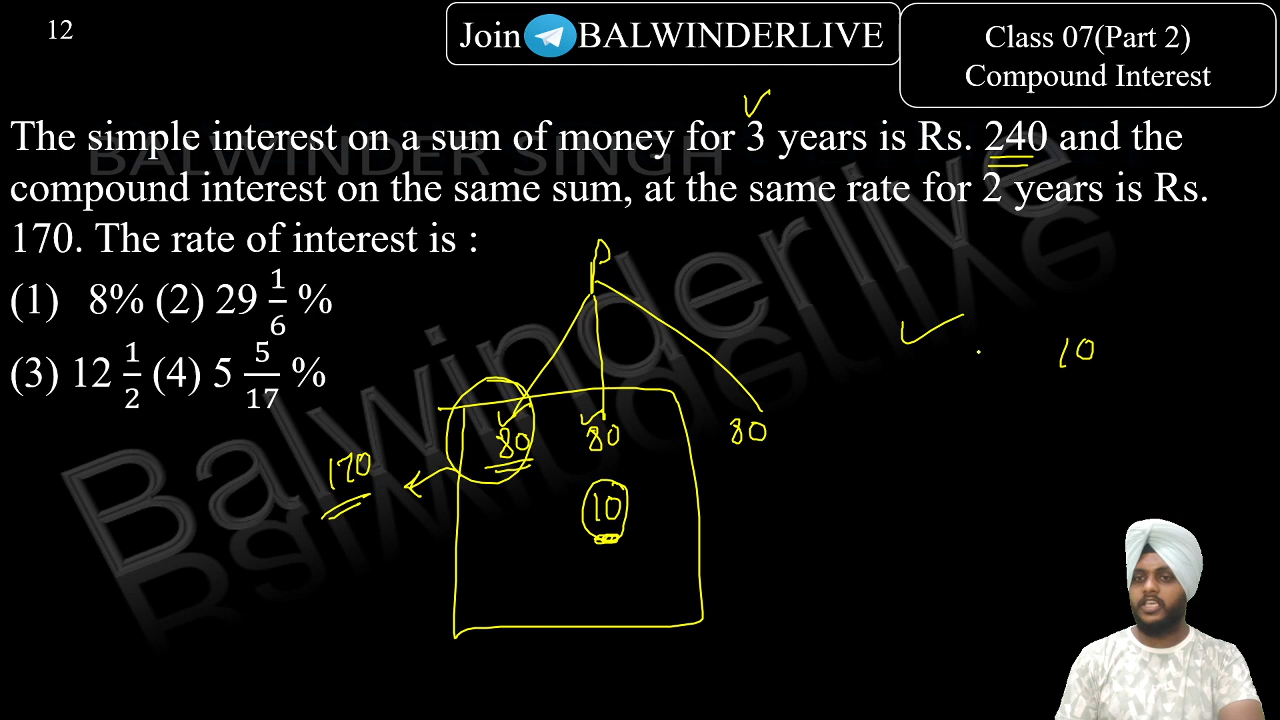 12
Join BALWINDERLIVE
Class 07(Part 2)
Compound Interest
The simple interest on a sum of money for 3 years is Rs. 240 and the
compound interest on the same sum, at the same rate for 2 years is Rs.
170. The rate of interest is :
(1) 8% (2) 29 1/6 %
(3) 12 1/2 (4) 5 5/17 %
BALWINDER SINGH
Balwinderlive
P
10
80 80 80
170
10